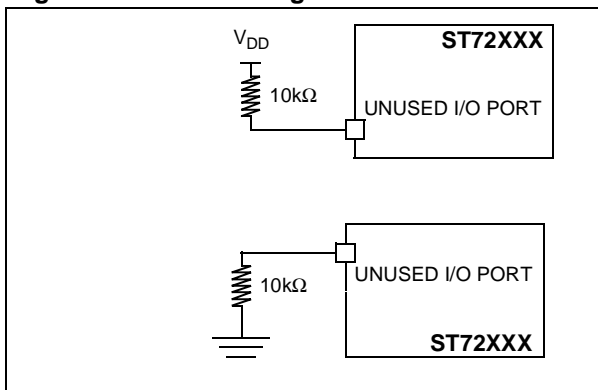 V_DD
ST72XXX
10kΩ
UNUSED I/O PORT
10kΩ
UNUSED I/O PORT
ST72XXX